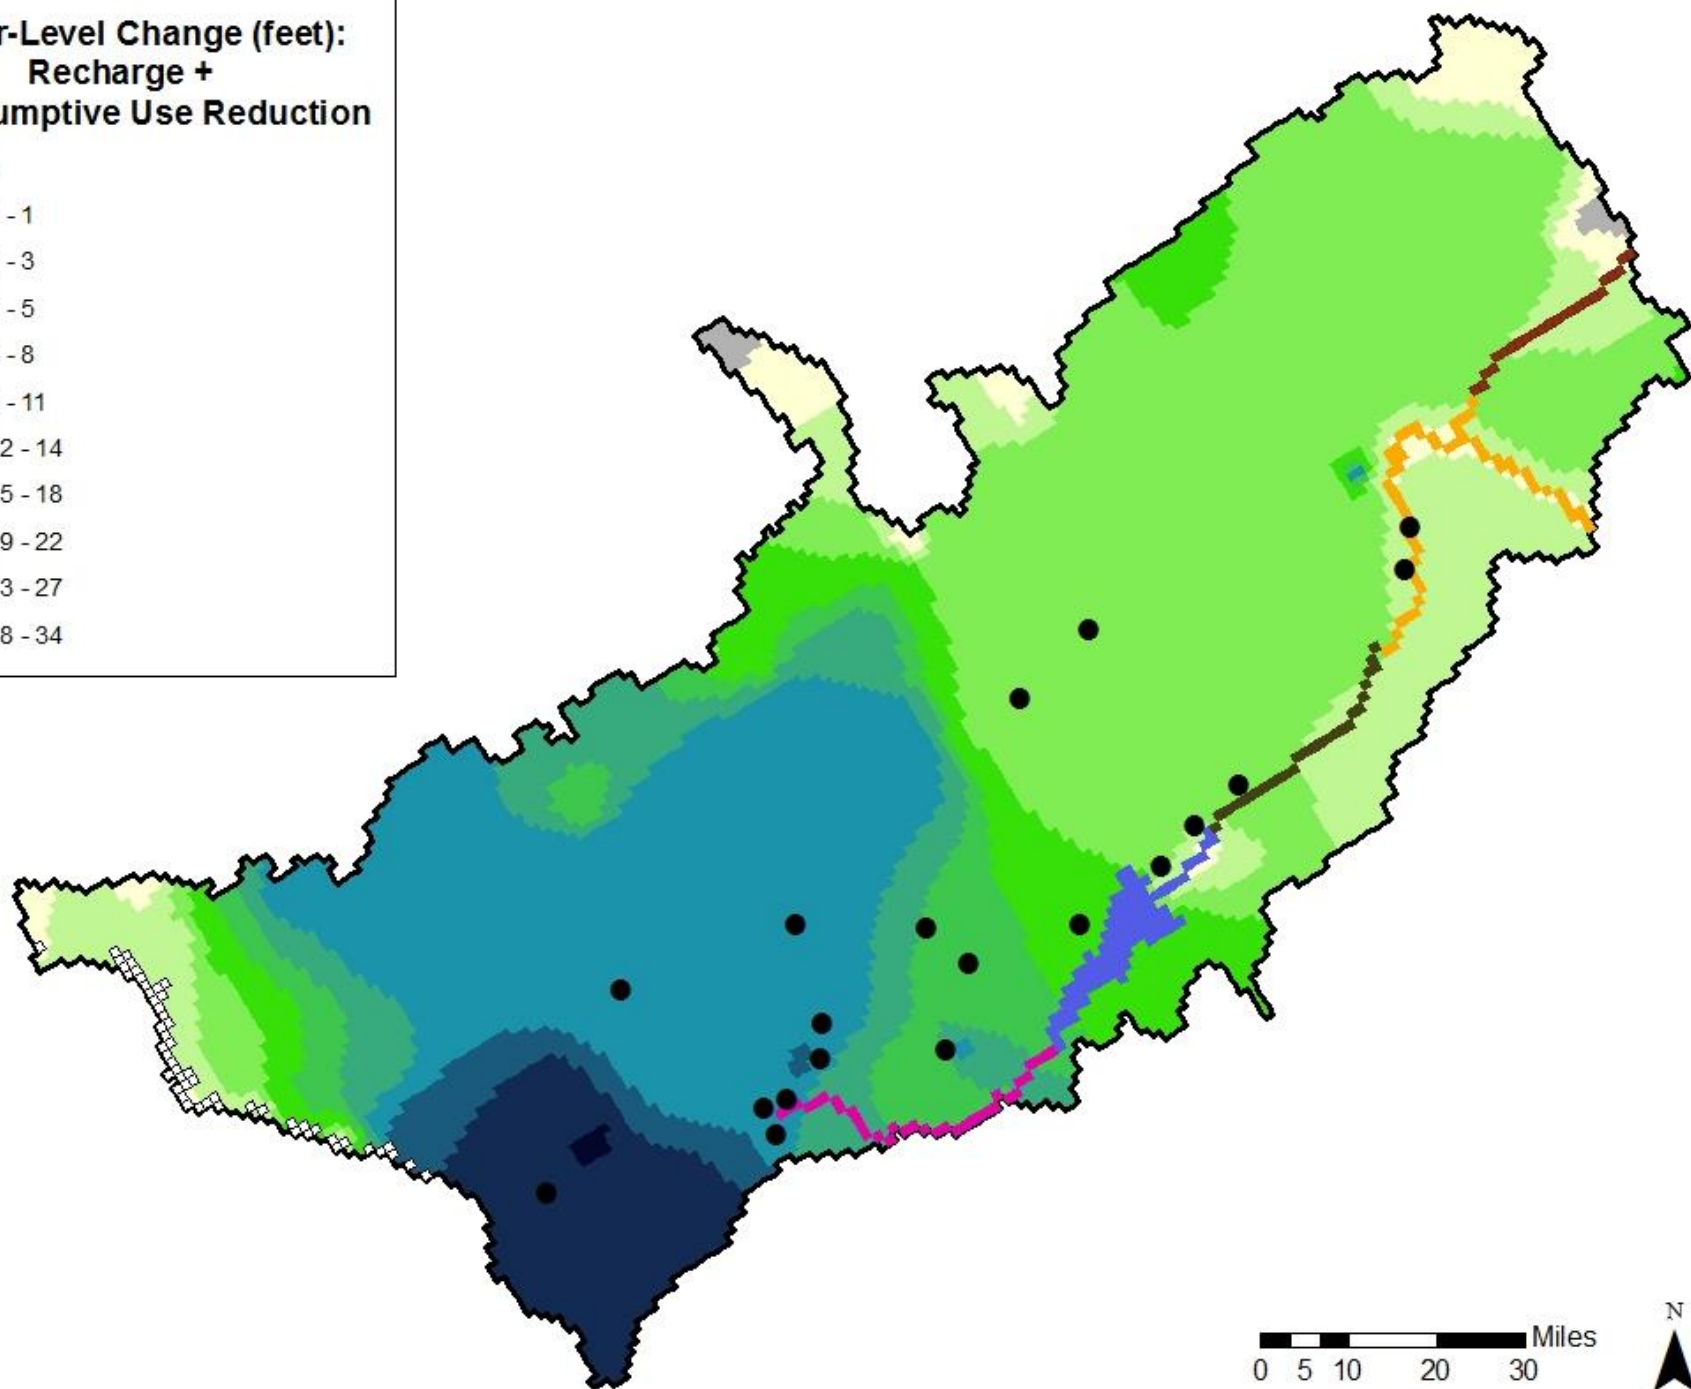 r-Level Change (feet):
Recharge +
umptive Use Reduction
- 1
- 3
- 5
- 8
- 11
2 - 14
5 - 18
9 - 22
3 - 27
8 - 34
N
Miles
0 5 10 20 30